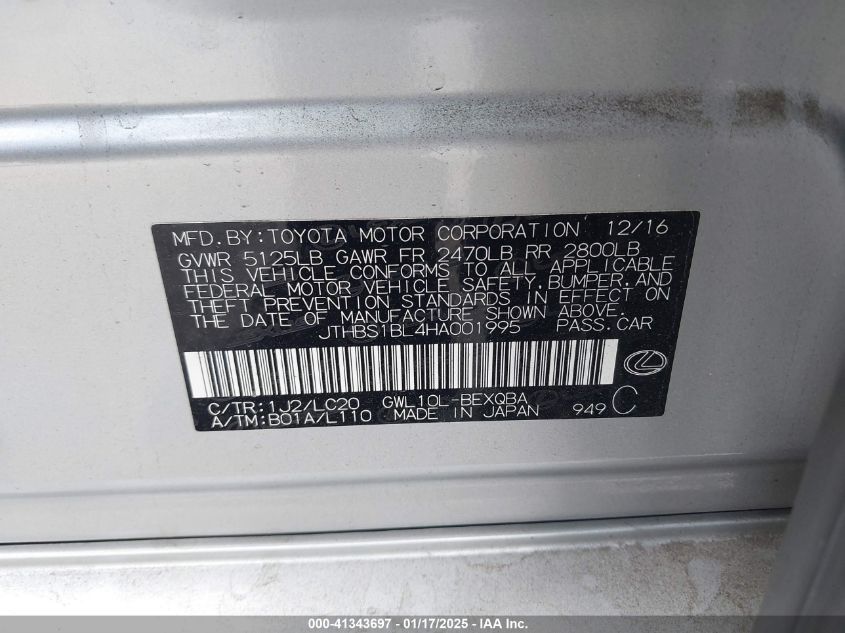 MFD. BY: TOYOTA MOTOR CORPORATION 12/16
GVWR 5125LB GAWR FR 2470LB RR 2800LB
THIS VEHICLE CONFORMS TO ALL APPLICABLE
FEDERAL MOTOR VEHICLE SAFETY, BUMPER, AND
THEFT PREVENTION STANDARDS IN EFFECT ON
THE DATE OF MANUFACTURE SHOWN ABOVE.
JTHBS1BL4HA001995 PASS. CAR
C/TR: 1J2/LC20 GWL10L-BEXQBA
A/TM: B01A/L110 MADE IN JAPAN 949 C
000-41343697 - 01/17/2025 - IAA Inc.